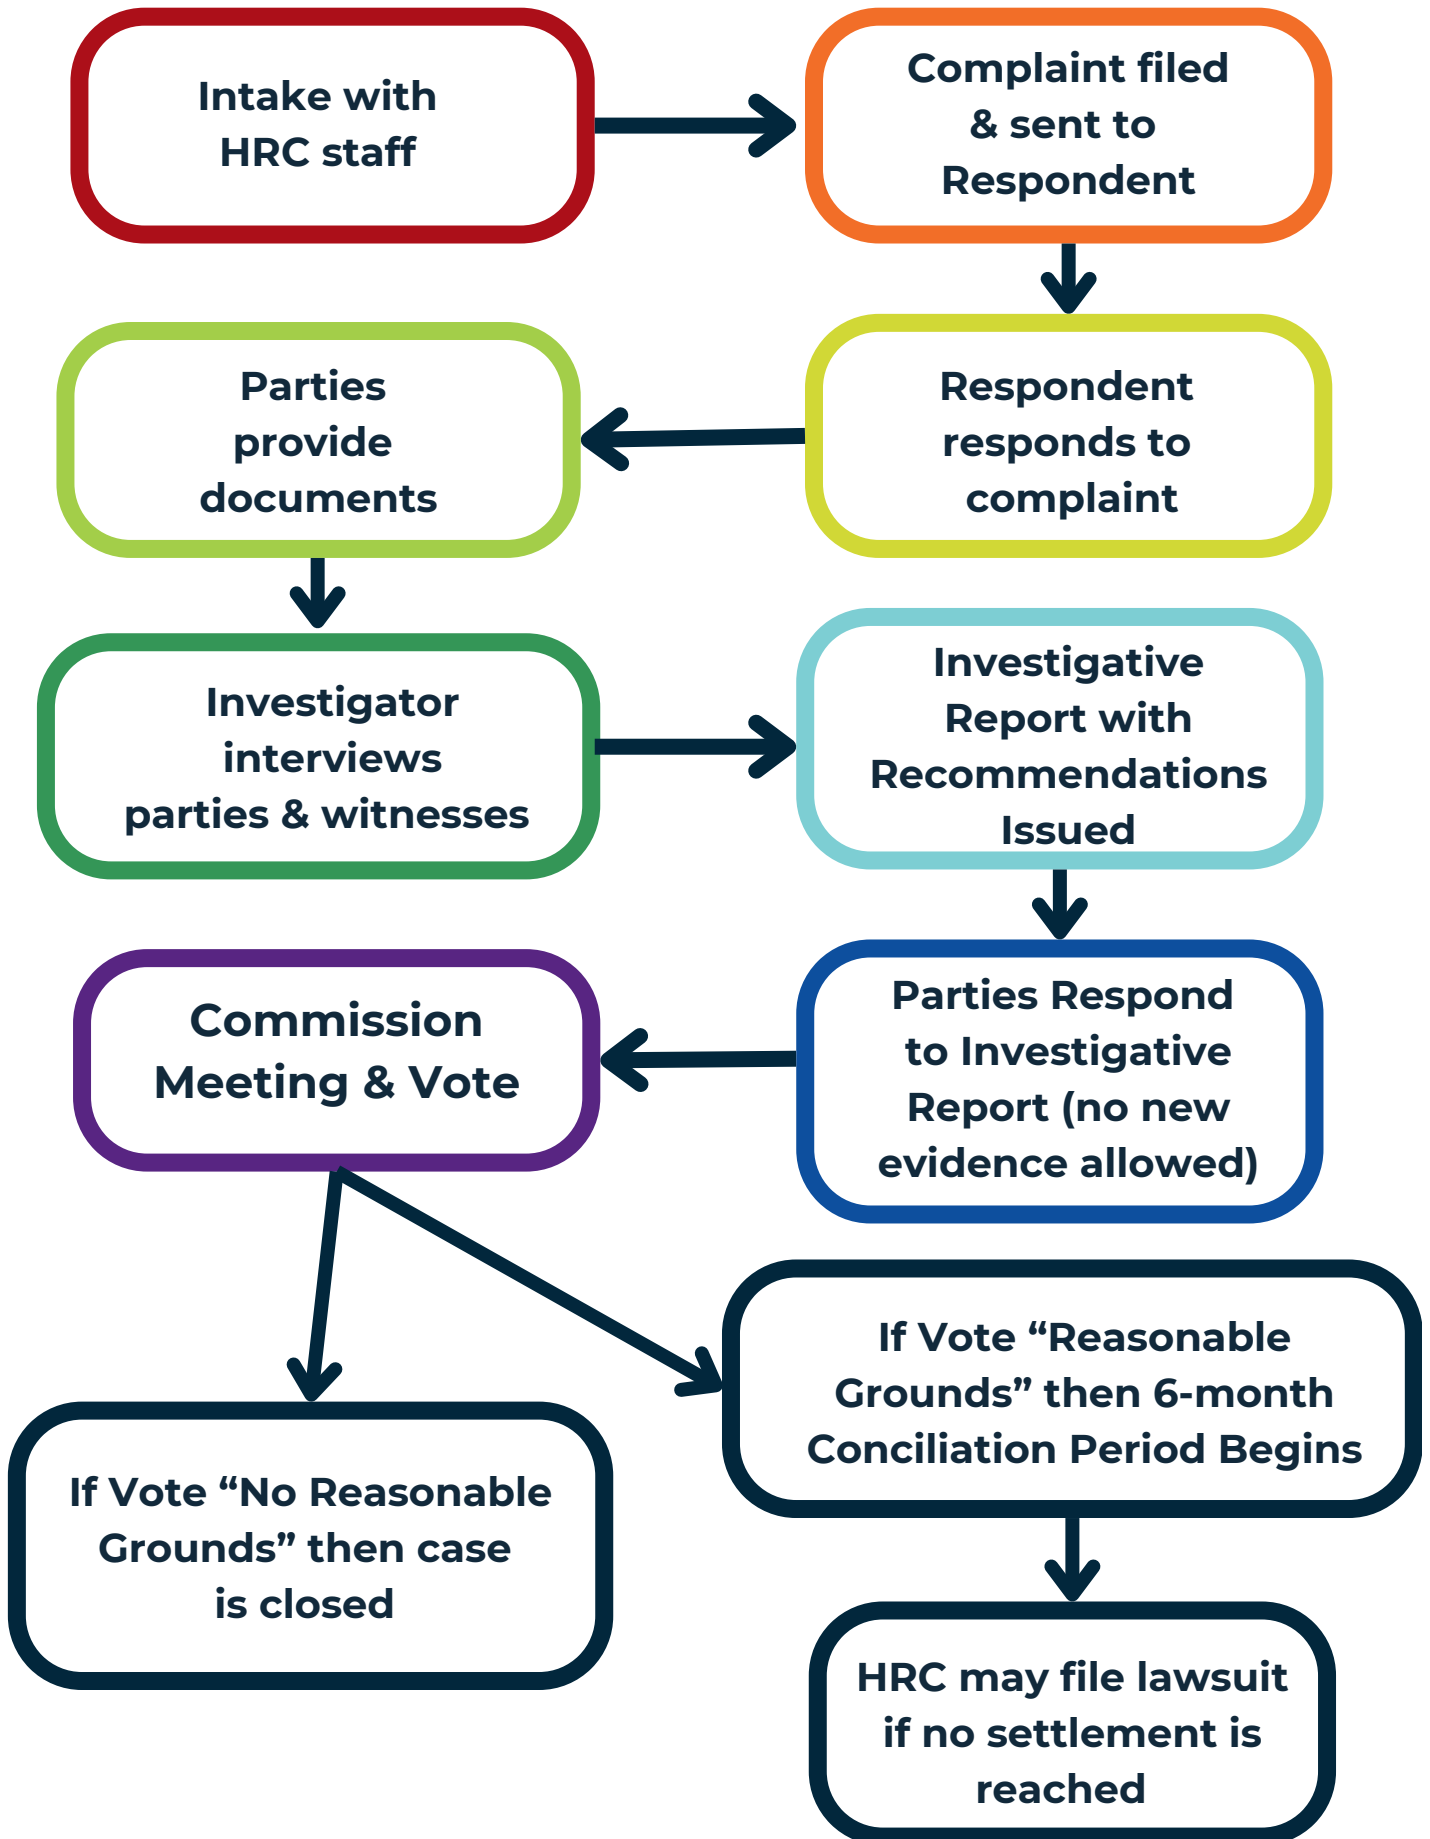 Intake with
HRC staff
Complaint filed
& sent to
Respondent
Respondent
responds to
complaint
Parties
provide
documents
Investigator
interviews
parties & witnesses
Investigative
Report with
Recommendations
Issued
Parties Respond
to Investigative
Report (no new
evidence allowed)
Commission
Meeting & Vote
If Vote “No Reasonable
Grounds” then case
is closed
If Vote “Reasonable
Grounds” then 6-month
Conciliation Period Begins
HRC may file lawsuit
if no settlement is
reached